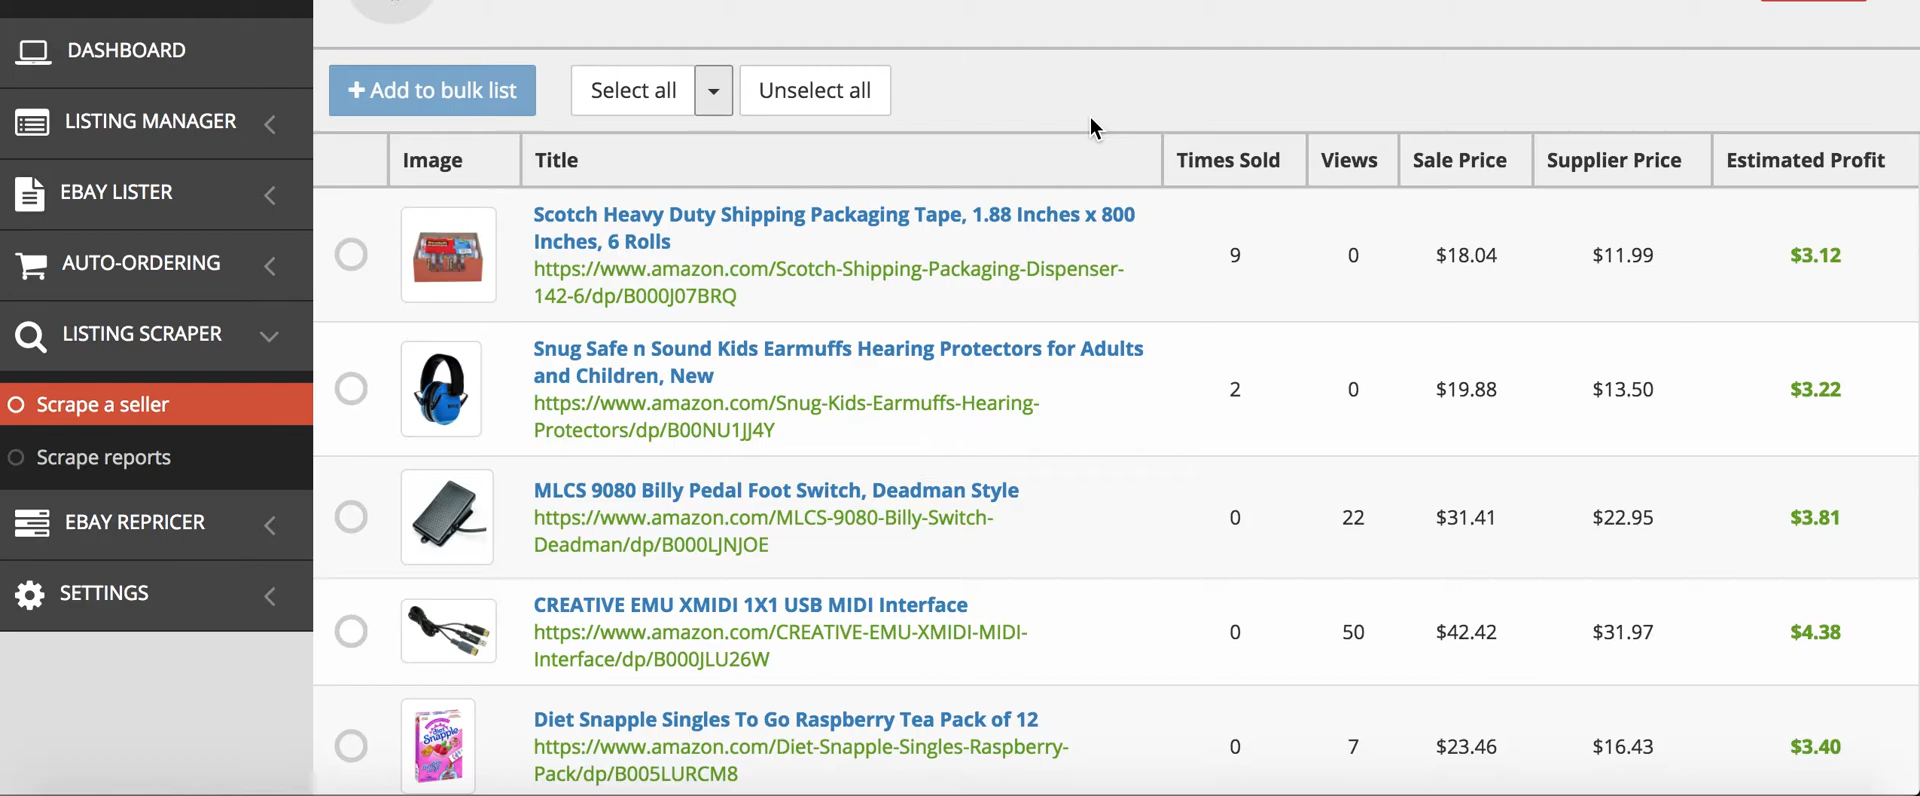 DASHBOARD
LISTING MANAGER
EBAY LISTER
AUTO-ORDERING
LISTING SCRAPER
Scrape a seller
Scrape reports
EBAY REPRICER
SETTINGS
+ Add to bulk list
Select all
Unselect all
Image Title Times Sold Views Sale Price Supplier Price Estimated Profit
Scotch Heavy Duty Shipping Packaging Tape, 1.88 Inches x 800
Inches, 6 Rolls
https://www.amazon.com/Scotch-Shipping-Packaging-Dispenser-
142-6/dp/B000J07BRQ
9 0 $18.04 $11.99 $3.12
Snug Safe n Sound Kids Earmuffs Hearing Protectors for Adults
and Children, New
https://www.amazon.com/Snug-Kids-Earmuffs-Hearing-
Protectors/dp/B00NU1JJ4Y
2 0 $19.88 $13.50 $3.22
MLCS 9080 Billy Pedal Foot Switch, Deadman Style
https://www.amazon.com/MLCS-9080-Billy-Switch-
Deadman/dp/B000LJNJOE
0 22 $31.41 $22.95 $3.81
CREATIVE EMU XMIDI 1X1 USB MIDI Interface
https://www.amazon.com/CREATIVE-EMU-XMIDI-MIDI-
Interface/dp/B000JLU26W
0 50 $42.42 $31.97 $4.38
Snapple
Diet Snapple Singles To Go Raspberry Tea Pack of 12
https://www.amazon.com/Diet-Snapple-Singles-Raspberry-
Pack/dp/B005LURCM8
0 7 $23.46 $16.43 $3.40